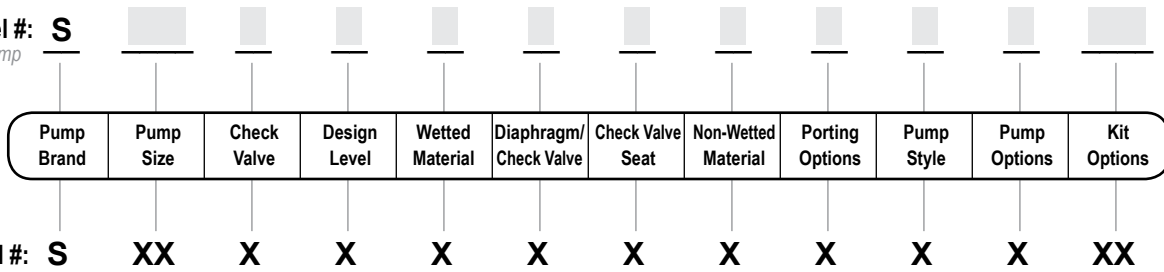 #: S
Pump Pump Check Design Wetted Diaphragm/ Check Valve Non-Wetted Porting Pump Pump Kit
Brand Size Valve Level Material Check Valve Seat Material Options Style Options Options
#: S XX X X X X X X X X X XX